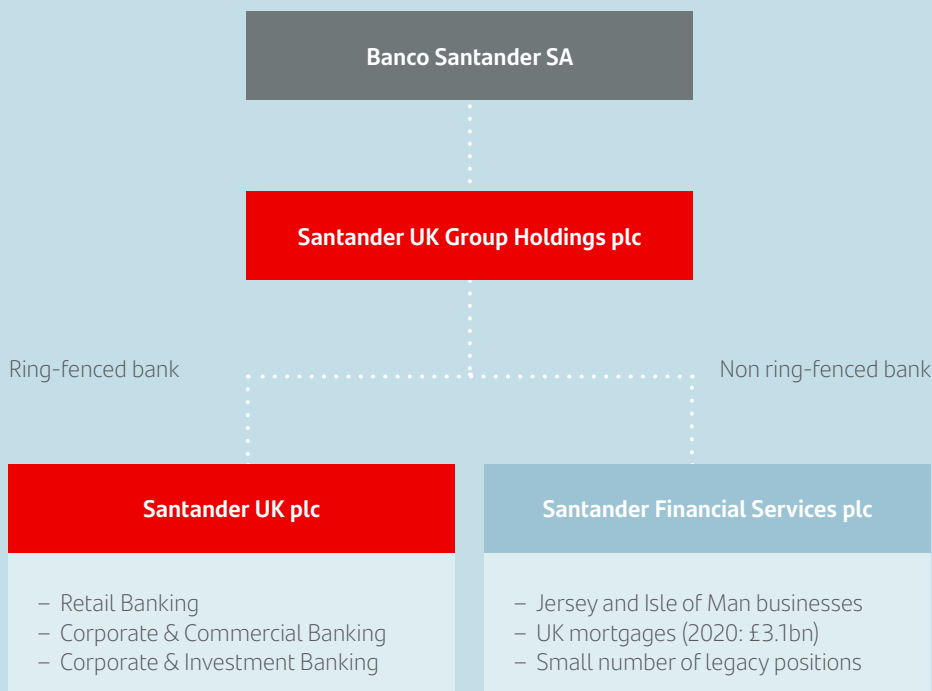 Banco Santander SA
Santander UK Group Holdings plc
Ring-fenced bank
Non ring-fenced bank
Santander UK plc
– Retail Banking
– Corporate & Commercial Banking
– Corporate & Investment Banking
Santander Financial Services plc
– Jersey and Isle of Man businesses
– UK mortgages (2020: £3.1bn)
– Small number of legacy positions